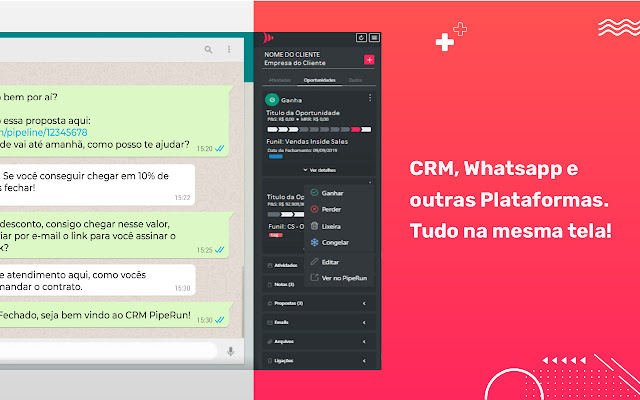 bem por aí?
essa proposta aqui:
/pipeline/12345678
de vai até amanhã, como posso te ajudar?
15:20
. Se você conseguir chegar em 10% de
fechar!
15:22
desconto, consigo chegar nesse valor,
iar por e-mail o link para você assinar o
k?
15:25
e atendimento aqui, como vocês
mandar o contrato.
15:30
Fechado, seja bem vindo ao CRM PipeRun!
15:30
NOME DO CLIENTE
Empresa do Cliente
Atividades Oportunidades Dados
Ganha
Título da Oportunidade
P&S: R$ 0,00 • MRR: R$ 0,00
Funil: Vendas Inside Sales
Data de Fechamento: 09/09/2019
Ver detalhes
Título da Op
P&S: R$ 92.909,
Funil: CS - O
Ganhar
Perder
Lixeira
Congelar
Editar
Ver no PipeRun
Atividades
Notas (3)
Propostas (3)
Emails
Arquivos
Ligações
CRM, Whatsapp e
outras Plataformas.
Tudo na mesma tela!